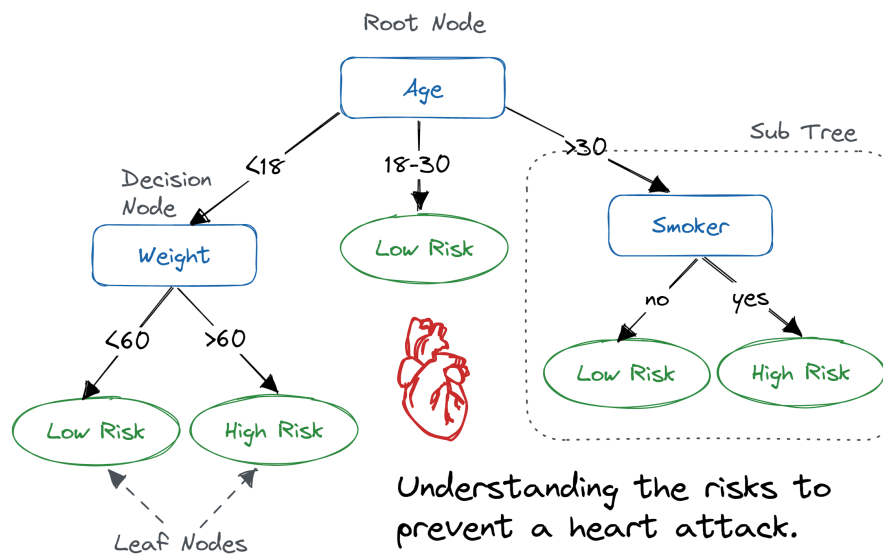 Root Node
Age
Sub Tree
<18
18-30
>30
Decision
Node
Weight
Low Risk
Smoker
<60
>60
no
yes
Low Risk
High Risk
Low Risk
High Risk
Leaf Nodes
Understanding the risks to
prevent a heart attack.